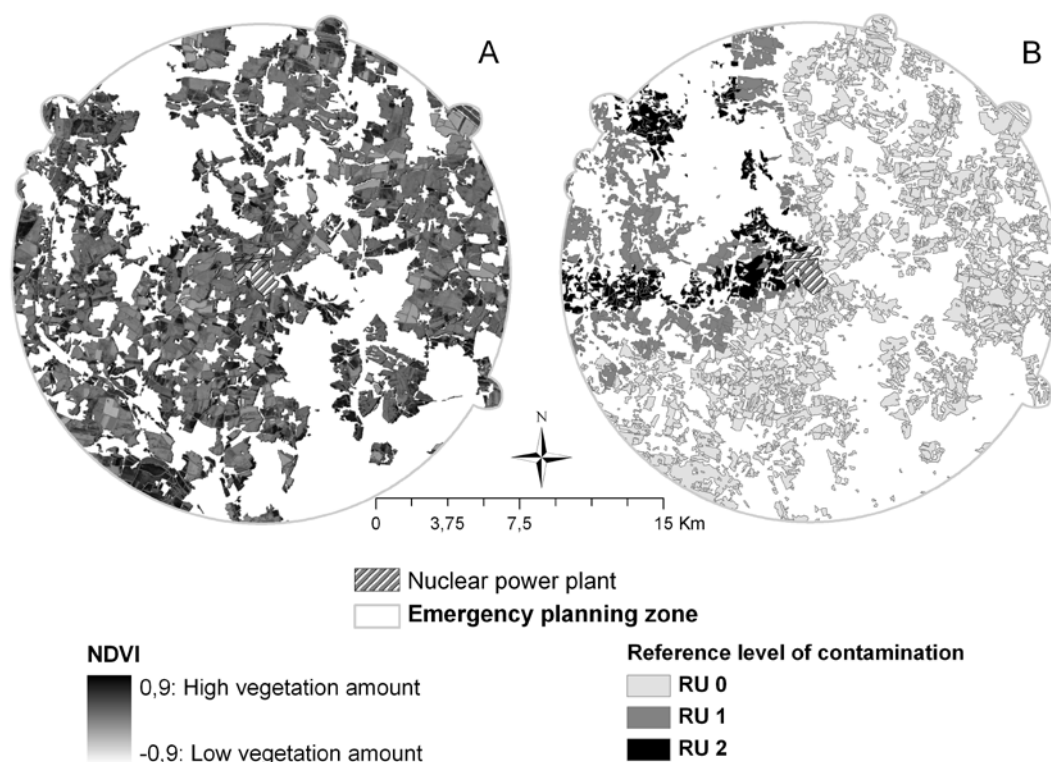 A
B
N
0
3,75
7,5
15 Km
Nuclear power plant
Emergency planning zone
NDVI
0,9: High vegetation amount
-0,9: Low vegetation amount
Reference level of contamination
RU 0
RU 1
RU 2